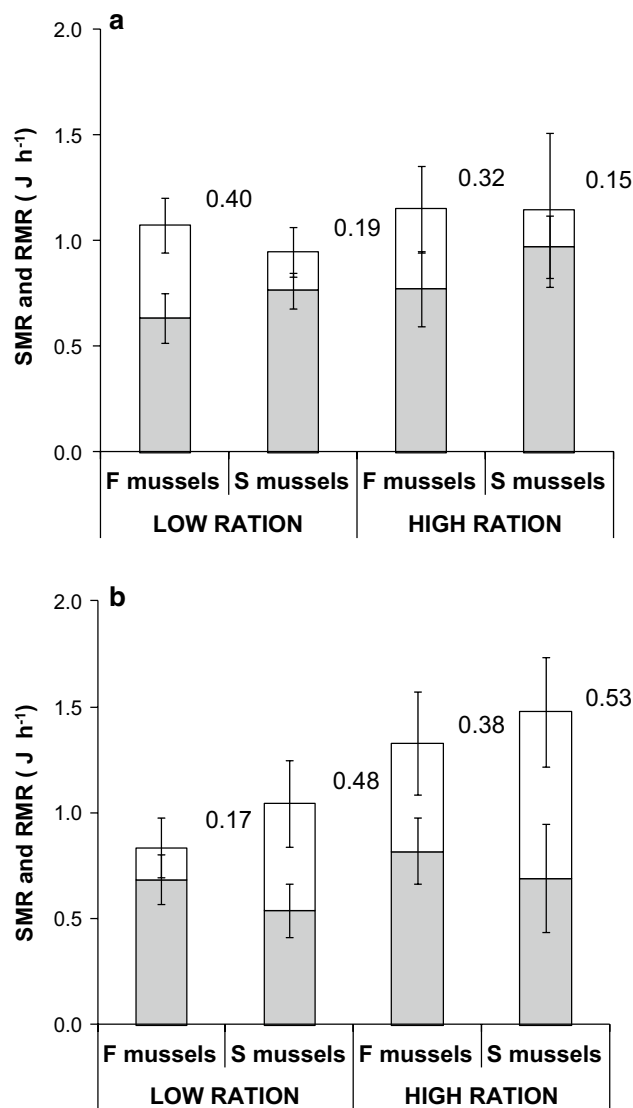 a
SMR and RMR ( J h-1)
2.0
1.5
1.0
0.5
0.0
0.40
0.19
0.32
0.15
F mussels S mussels F mussels S mussels
LOW RATION HIGH RATION
b
SMR and RMR ( J h-1)
2.0
1.5
1.0
0.5
0.0
0.17
0.48
0.38
0.53
F mussels S mussels F mussels S mussels
LOW RATION HIGH RATION